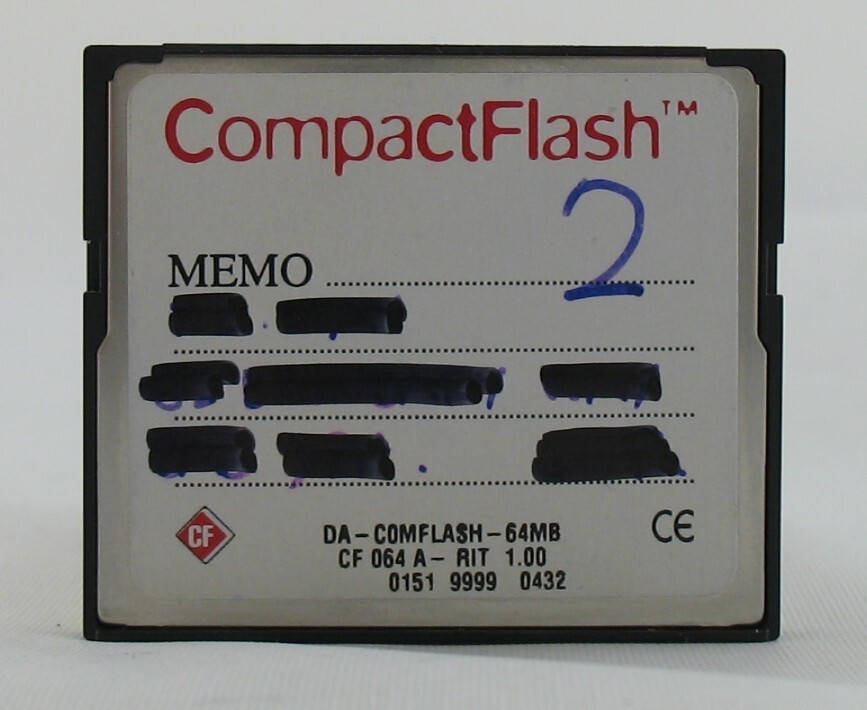 CompactFlash™
2
MEMO
CF
DA-COMFLASH-64MB
CE
CF 064 A- RIT 1.00
0151 9999 0432